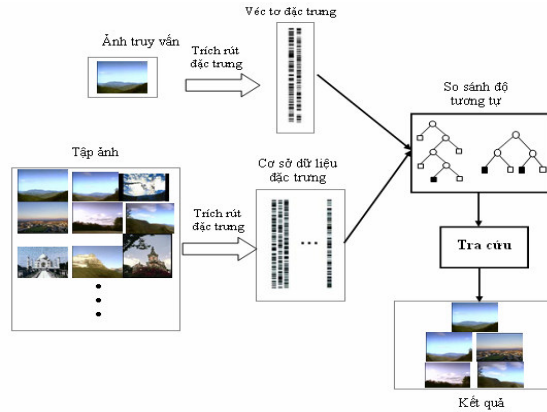 Véc tơ đặc trưng
Ảnh truy vấn
Trích rút
đặc trưng
So sánh độ
tương tự
Tập ảnh
Cơ sở dữ liệu
đặc trưng
Trích rút
đặc trưng
Tra cứu
Kết quả